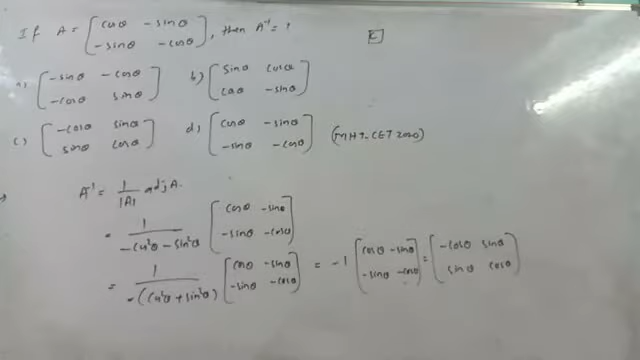 If A = [cosθ -sinθ -sinθ -cosθ], then A⁻¹ = ?
a) [-sinθ -cosθ -cosθ sinθ] b) [sinθ cosθ cosθ -sinθ]
c) [-cosθ sinθ sinθ cosθ] d) [cosθ -sinθ -sinθ -cosθ] (MHT-CET 2020)
→ A⁻¹ = 1/|A| adj A.
= 1/(-cos²θ - sin²θ) [cosθ -sinθ -sinθ -cosθ]
= 1/(-(cos²θ + sin²θ)) [cosθ -sinθ -sinθ -cosθ] = -1 [cosθ -sinθ -sinθ -cosθ] = [-cosθ sinθ sinθ cosθ]